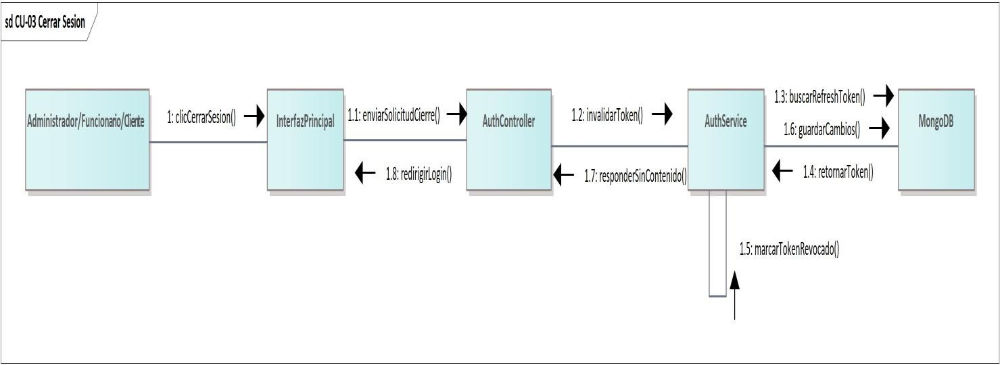 sd CU-03 Cerrar Sesion
Administrador/Funcionario/Cliente
1: clicCerrarSesion()
InterfazPrincipal
1.1: enviarSolicitudCierre()
AuthController
1.2: invalidarToken()
AuthService
1.3: buscarRefreshToken()
1.6: guardarCambios()
MongoDB
1.8: redirigirLogin()
1.7: responderSinContenido()
1.4: retornarToken()
1.5: marcarTokenRevocado()